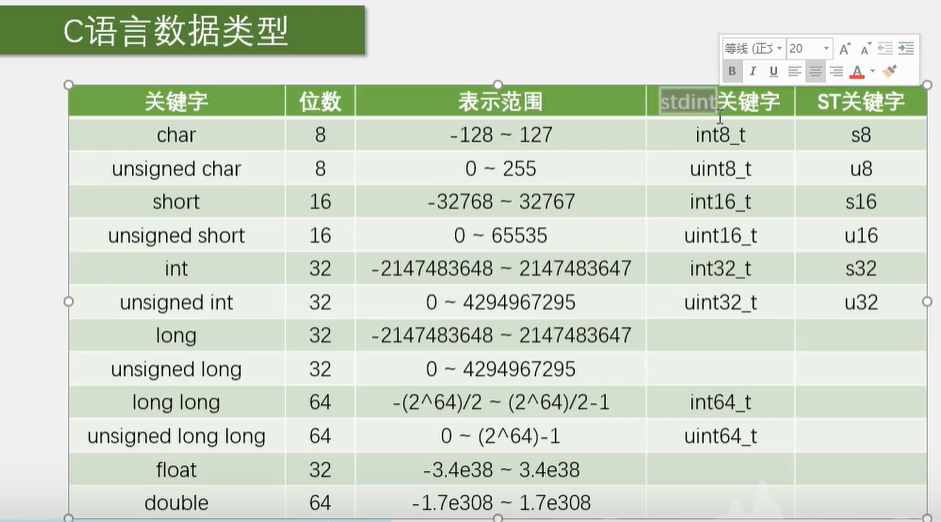 C语言数据类型
等线 (正文 20 A A
B I U A
关键字 位数 表示范围 stdint关键字 ST关键字
char 8 -128 ~ 127 int8_t s8
unsigned char 8 0 ~ 255 uint8_t u8
short 16 -32768 ~ 32767 int16_t s16
unsigned short 16 0 ~ 65535 uint16_t u16
int 32 -2147483648 ~ 2147483647 int32_t s32
unsigned int 32 0 ~ 4294967295 uint32_t u32
long 32 -2147483648 ~ 2147483647
unsigned long 32 0 ~ 4294967295
long long 64 -(2^64)/2 ~ (2^64)/2-1 int64_t
unsigned long long 64 0 ~ (2^64)-1 uint64_t
float 32 -3.4e38 ~ 3.4e38
double 64 -1.7e308 ~ 1.7e308